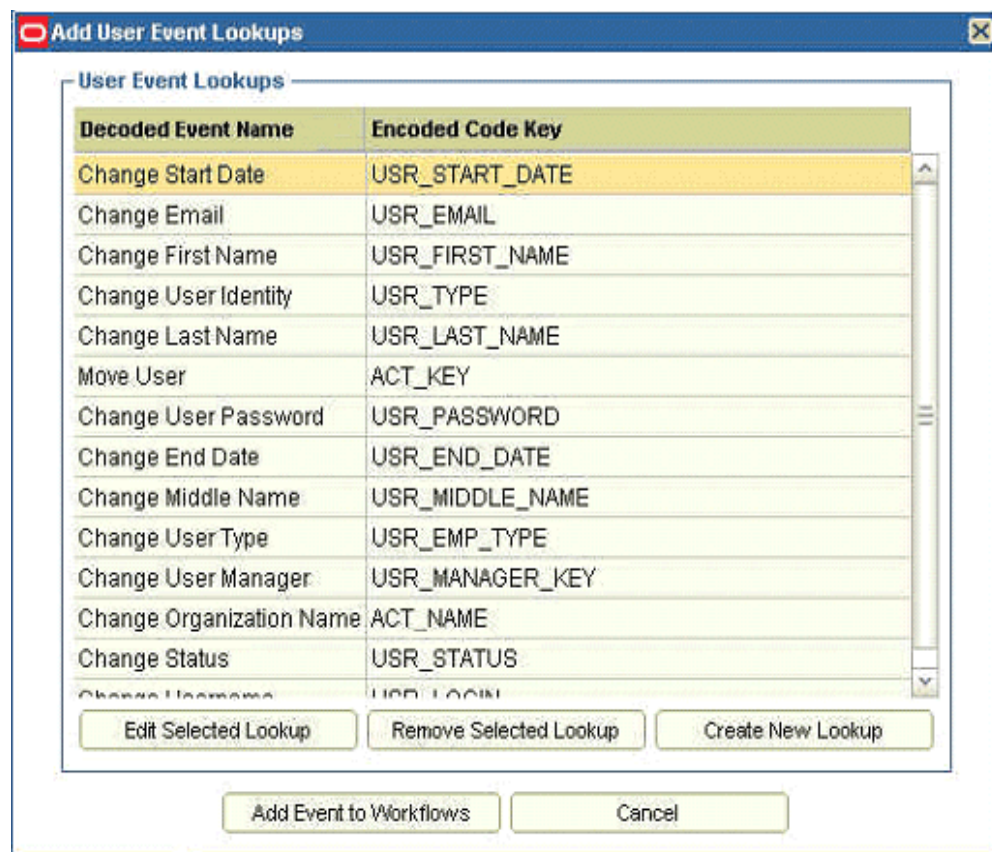 Add User Event Lookups
User Event Lookups
Decoded Event Name Encoded Code Key
Change Start Date USR_START_DATE
Change Email USR_EMAIL
Change First Name USR_FIRST_NAME
Change User Identity USR_TYPE
Change Last Name USR_LAST_NAME
Move User ACT_KEY
Change User Password USR_PASSWORD
Change End Date USR_END_DATE
Change Middle Name USR_MIDDLE_NAME
Change User Type USR_EMP_TYPE
Change User Manager USR_MANAGER_KEY
Change Organization Name ACT_NAME
Change Status USR_STATUS
Change Username USR_LOGIN
Edit Selected Lookup Remove Selected Lookup Create New Lookup
Add Event to Workflows Cancel